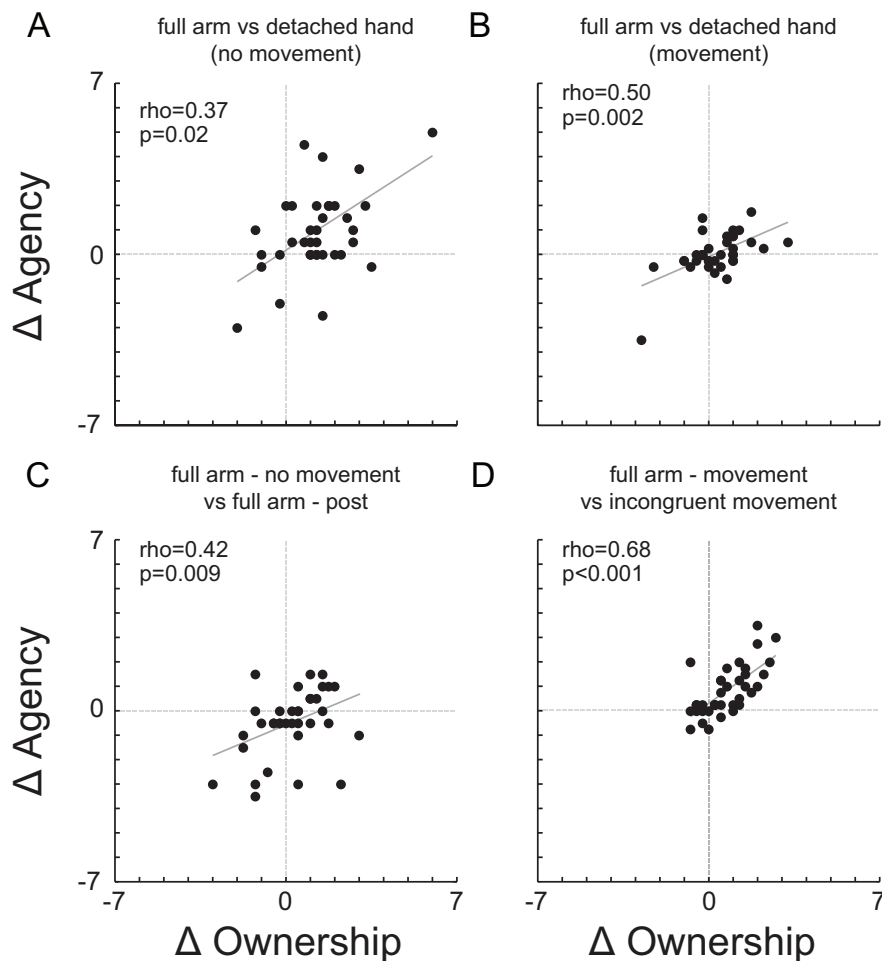 A
full arm vs detached hand
(no movement)
7
rho=0.37
p=0.02
0
-7
Δ Agency
B
full arm vs detached hand
(movement)
rho=0.50
p=0.002
C
full arm - no movement
vs full arm - post
7
rho=0.42
p=0.009
0
-7
Δ Agency
-7
0
7
Δ Ownership
D
full arm - movement
vs incongruent movement
rho=0.68
p<0.001
-7
0
7
Δ Ownership